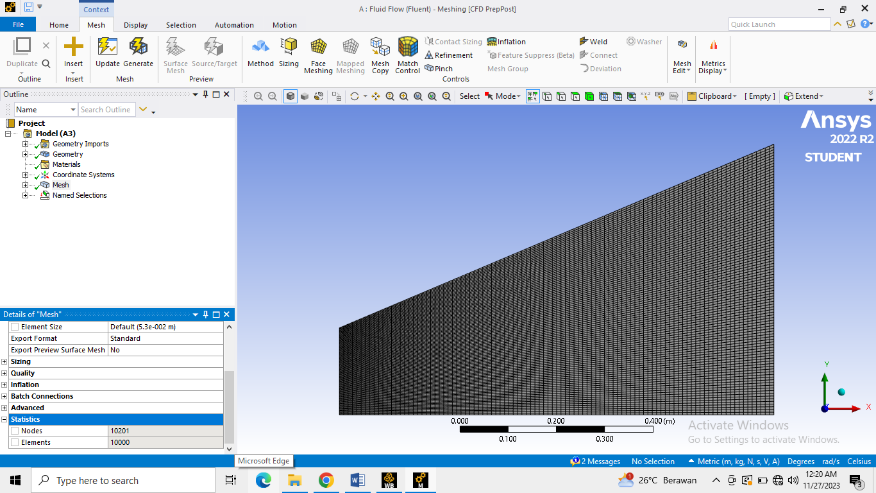 Context
A : Fluid Flow (Fluent) - Meshing [CFD PrepPost]
File Home Mesh Display Selection Automation Motion
Quick Launch
Duplicate
Outline
Insert
Insert
Update Generate
Mesh
Surface Mesh Source/Target
Preview
Method Sizing Face Meshing Mapped Meshing Mesh Copy Match Control
Contact Sizing Inflation Weld Washer
Refinement Feature Suppress (Beta) Connect
Pinch Mesh Group Deviation
Controls
Mesh Edit
Metrics Display
Outline
Select Mode Clipboard [ Empty ] Extend
Name Search Outline
Project
Model (A3)
Geometry Imports
Geometry
Materials
Coordinate Systems
Mesh
Named Selections
Ansys
2022 R2
STUDENT
Details of "Mesh"
Element Size Default (5.3e-002 m)
Export Format Standard
Export Preview Surface Mesh No
Sizing
Quality
Inflation
Batch Connections
Advanced
Statistics
Nodes 10201
Elements 10000
0.000 0.200 0.400 (m)
0.100 0.300
Y
X
Activate Windows
Go to Settings to activate Windows.
Microsoft Edge
2 Messages No Selection Metric (m, kg, N, s, V, A) Degrees rad/s Celsius
Type here to search
WB
M
26°C Berawan
12:20 AM
11/27/2023
3